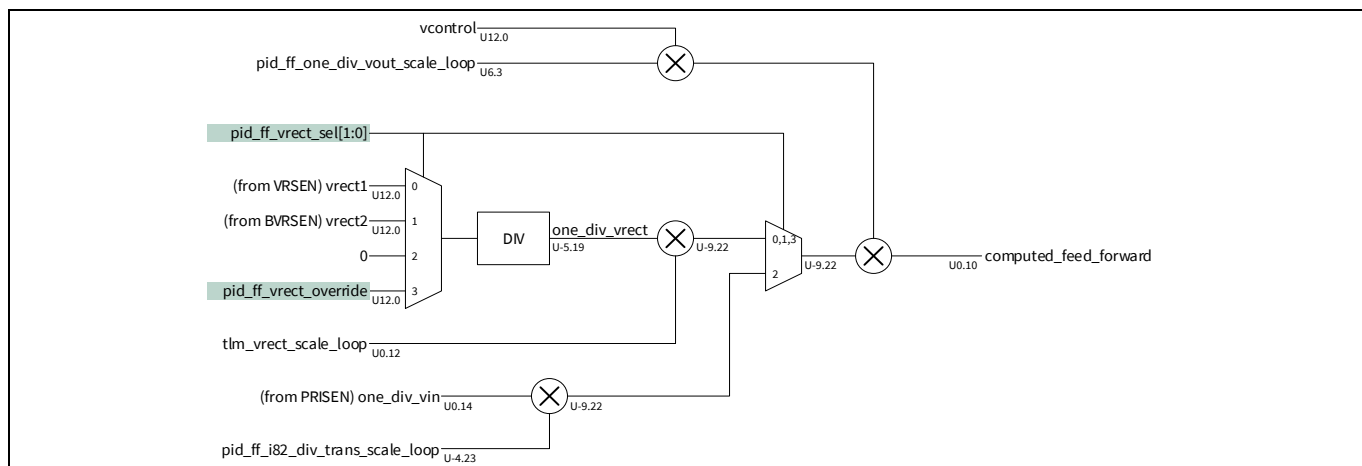 vcontrol
U12.0
pid_ff_one_div_vout_scale_loop
U6.3
pid_ff_vrect_sel[1:0]
(from VRSEN) vrect1
U12.0
0
(from BVRSEN) vrect2
U12.0
1
0
2
pid_ff_vrect_override
U12.0
3
DIV
one_div_vrect
U-5.19
U-9.22
0,1,3
2
U-9.22
U0.10
computed_feed_forward
tlm_vrect_scale_loop
U0.12
(from PRISEN) one_div_vin
U0.14
U-9.22
pid_ff_i82_div_trans_scale_loop
U-4.23